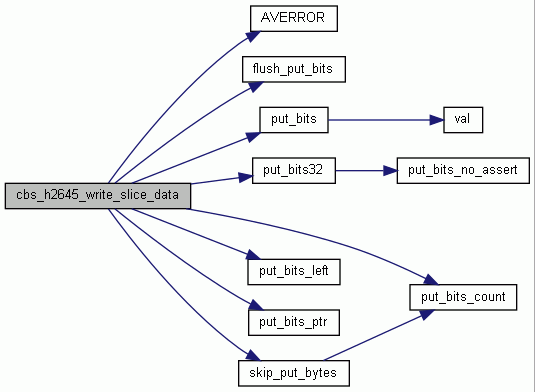 AVERROR
flush_put_bits
put_bits
val
put_bits32
put_bits_no_assert
cbs_h2645_write_slice_data
put_bits_left
put_bits_count
put_bits_ptr
skip_put_bytes